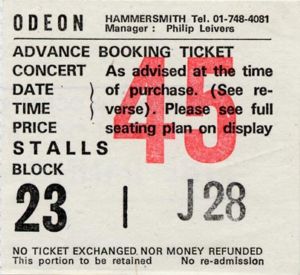 ODEON HAMMERSMITH Tel. 01-748-4081
Manager : Philip Leivers
ADVANCE BOOKING TICKET
CONCERT As advised at the time
DATE of purchase. (See re-
TIME verse). Please see full
PRICE seating plan on display
45
STALLS
BLOCK
23 J28
NO TICKET EXCHANGED NOR MONEY REFUNDED
This portion to be retained No re-admission